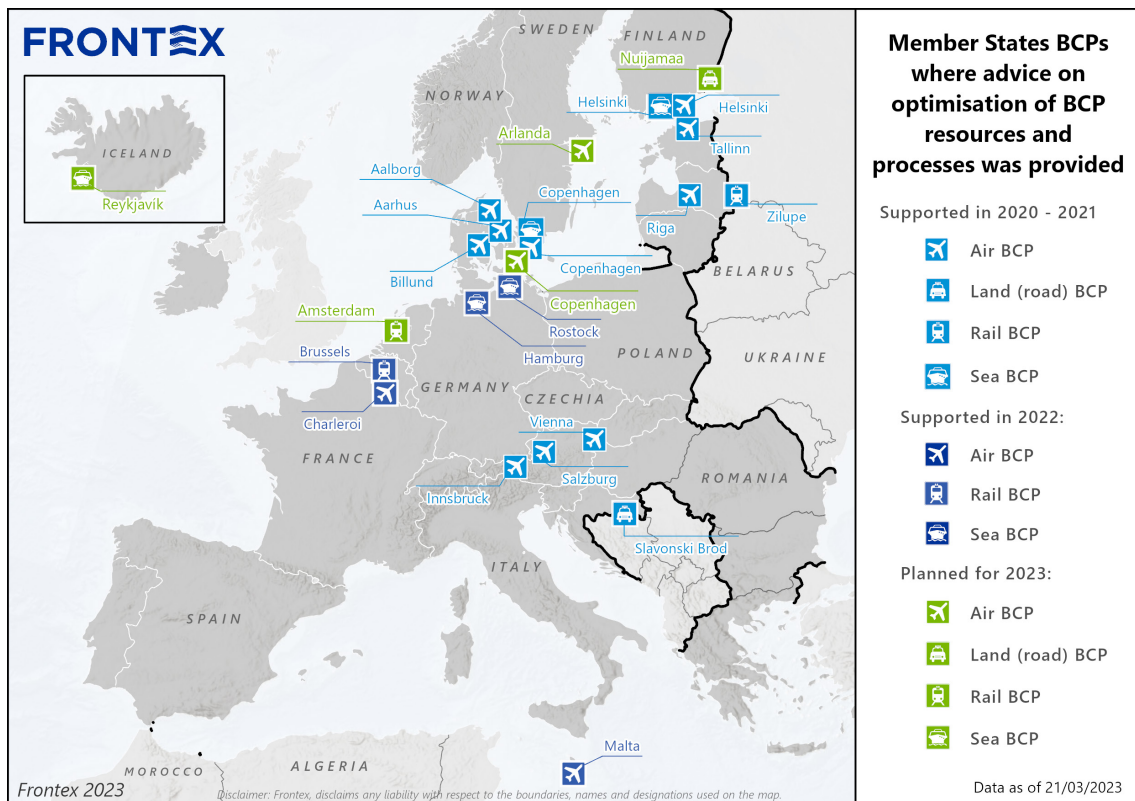 FRONTEX
ICELAND
Reykjavik
SWEDEN
FINLAND
Nuijamaa
NORWAY
Helsinki
Helsinki
Arlanda
Tallinn
Aalborg
Copenhagen
Aarhus
Riga
Zilupe
Billund
Copenhagen
BELARUS
Copenhagen
Amsterdam
Rostock
Brussels
Hamburg
POLAND
UKRAINE
GERMANY
CZECHIA
Charleroi
Vienna
FRANCE
Salzburg
ROMANIA
Innsbruck
Slavonski Brod
ITALY
SPAIN
Malta
MOROCCO
ALGERIA
Frontex 2023
Disclaimer: Frontex, disclaims any liability with respect to the boundaries, names and designations used on the map.
Member States BCPs
where advice on
optimisation of BCP
resources and
processes was provided
Supported in 2020 - 2021
Air BCP
Land (road) BCP
Rail BCP
Sea BCP
Supported in 2022:
Air BCP
Rail BCP
Sea BCP
Planned for 2023:
Air BCP
Land (road) BCP
Rail BCP
Sea BCP
Data as of 21/03/2023